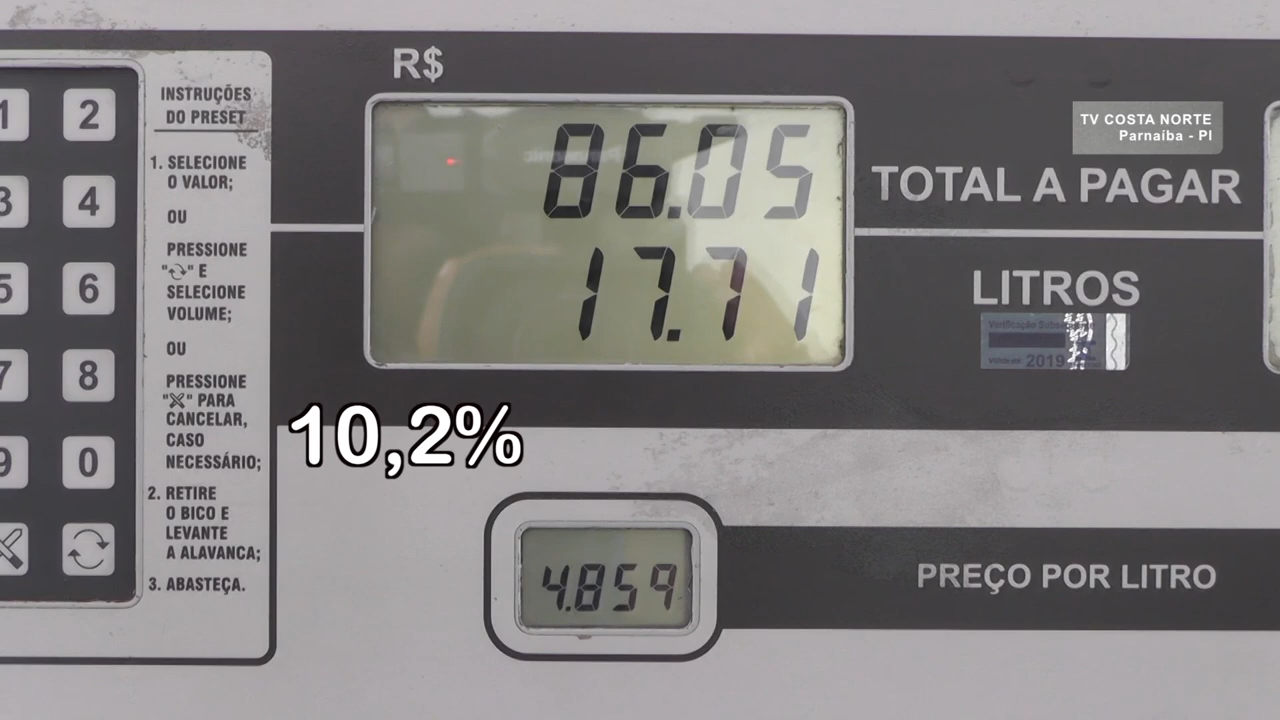 R$
86.05
TOTAL A PAGAR
17.71
LITROS
TV COSTA NORTE
Parnaíba - PI
1 2
3 4
5 6
7 8
9 0
INSTRUÇÕES
DO PRESET
1. SELECIONE
O VALOR;
OU
PRESSIONE
" " E
SELECIONE
VOLUME;
OU
PRESSIONE
" " PARA
CANCELAR,
CASO
NECESSÁRIO;
2. RETIRE
O BICO E
LEVANTE
A ALAVANCA;
3. ABASTEÇA.
Verificação
2019
10,2%
4.859
PREÇO POR LITRO